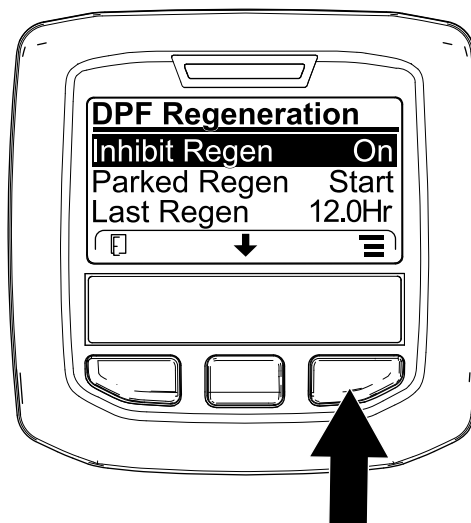 DPF Regeneration
Inhibit Regen On
Parked Regen Start
Last Regen 12.0Hr